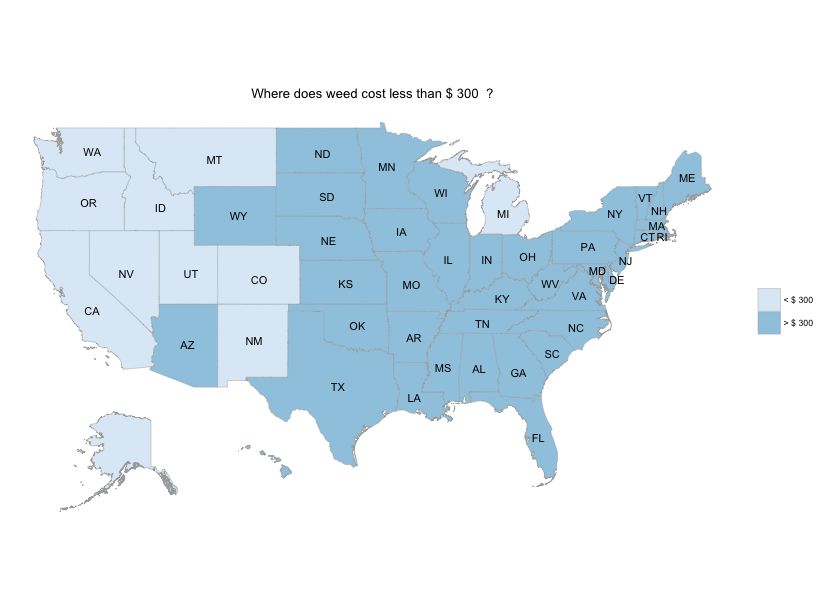 Where does weed cost less than $ 300 ?
WA
MT
ND
MN
ME
OR
ID
WY
SD
WI
MI
NY
VT
NH
MA
CT RI
NE
IA
IL
IN
OH
PA
NJ
NV
UT
CO
KS
MO
KY
WV
MD
DE
VA
CA
AZ
NM
OK
AR
TN
NC
SC
TX
LA
MS
AL
GA
FL
< $ 300
> $ 300